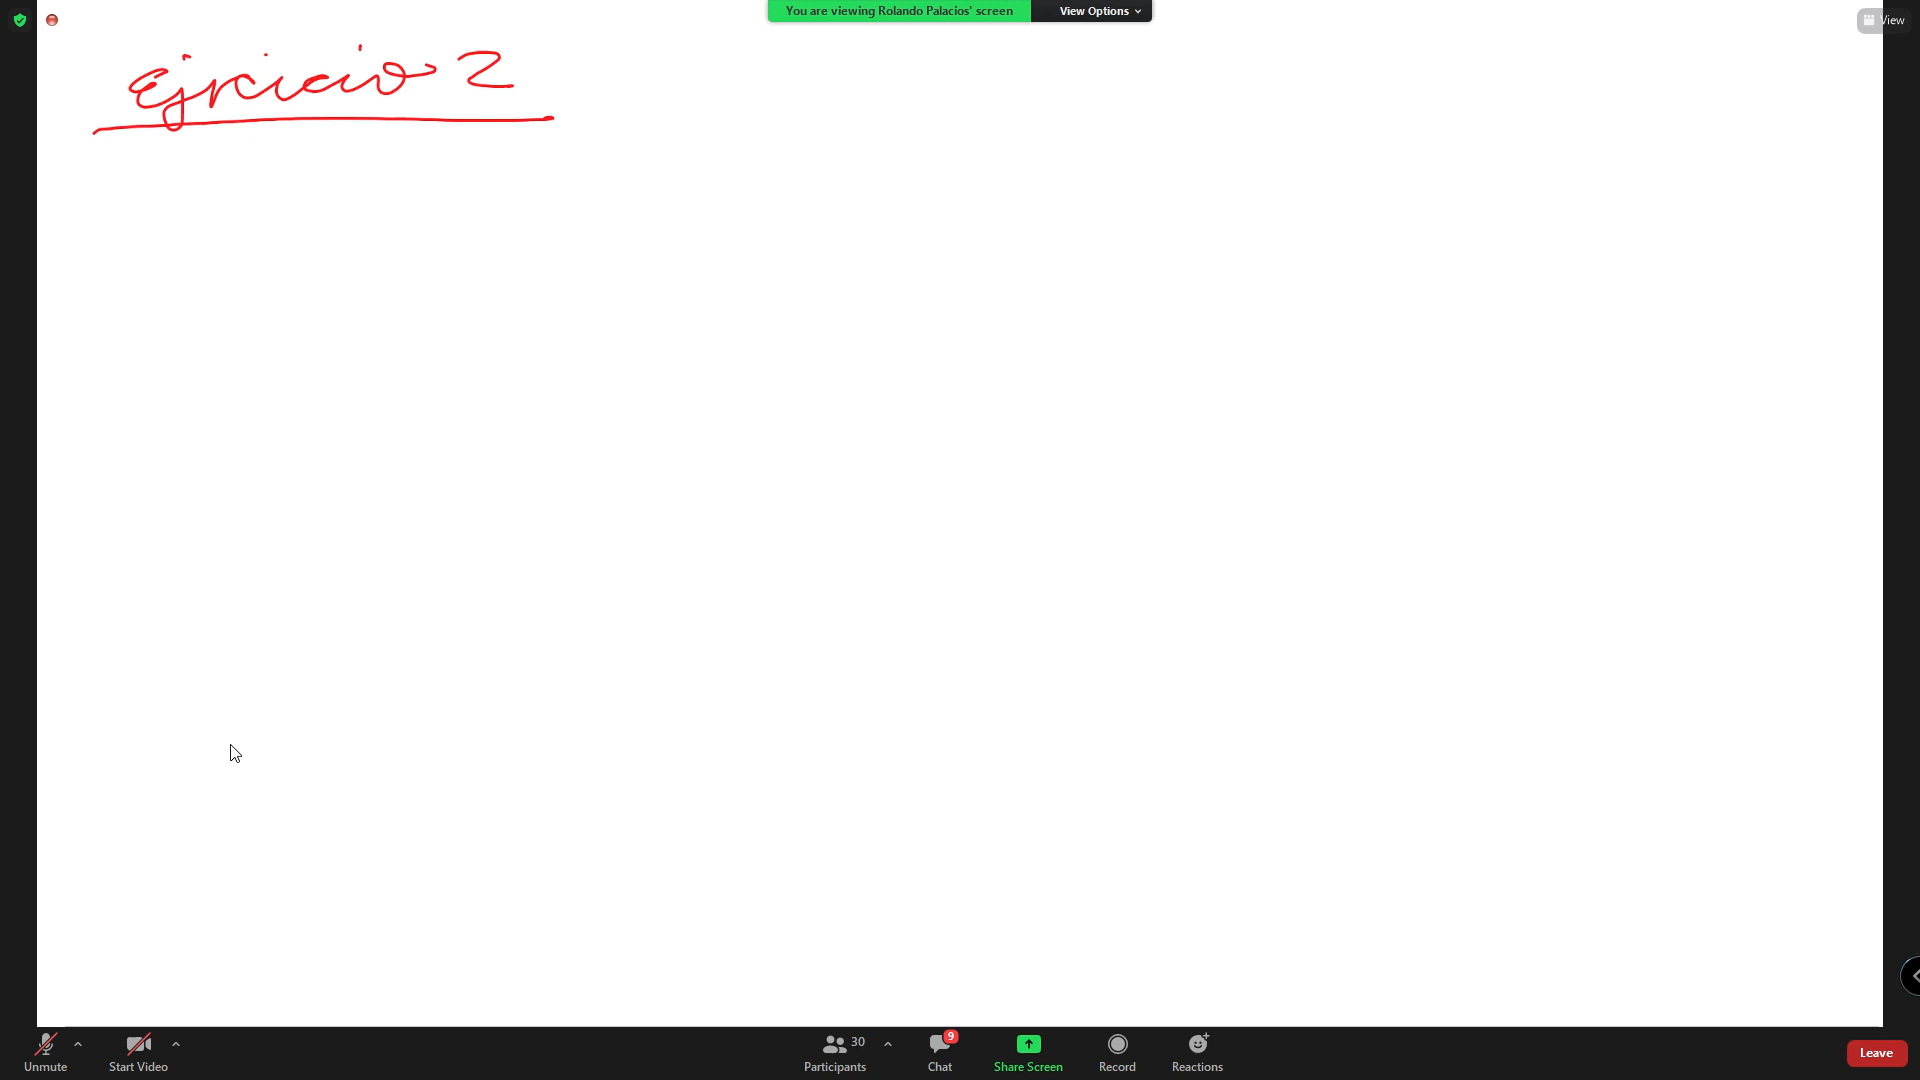 You are viewing Rolando Palacios' screen
View Options
View
Ejercicio 2
Unmute
Start Video
30
Participants
9
Chat
Share Screen
Record
Reactions
Leave